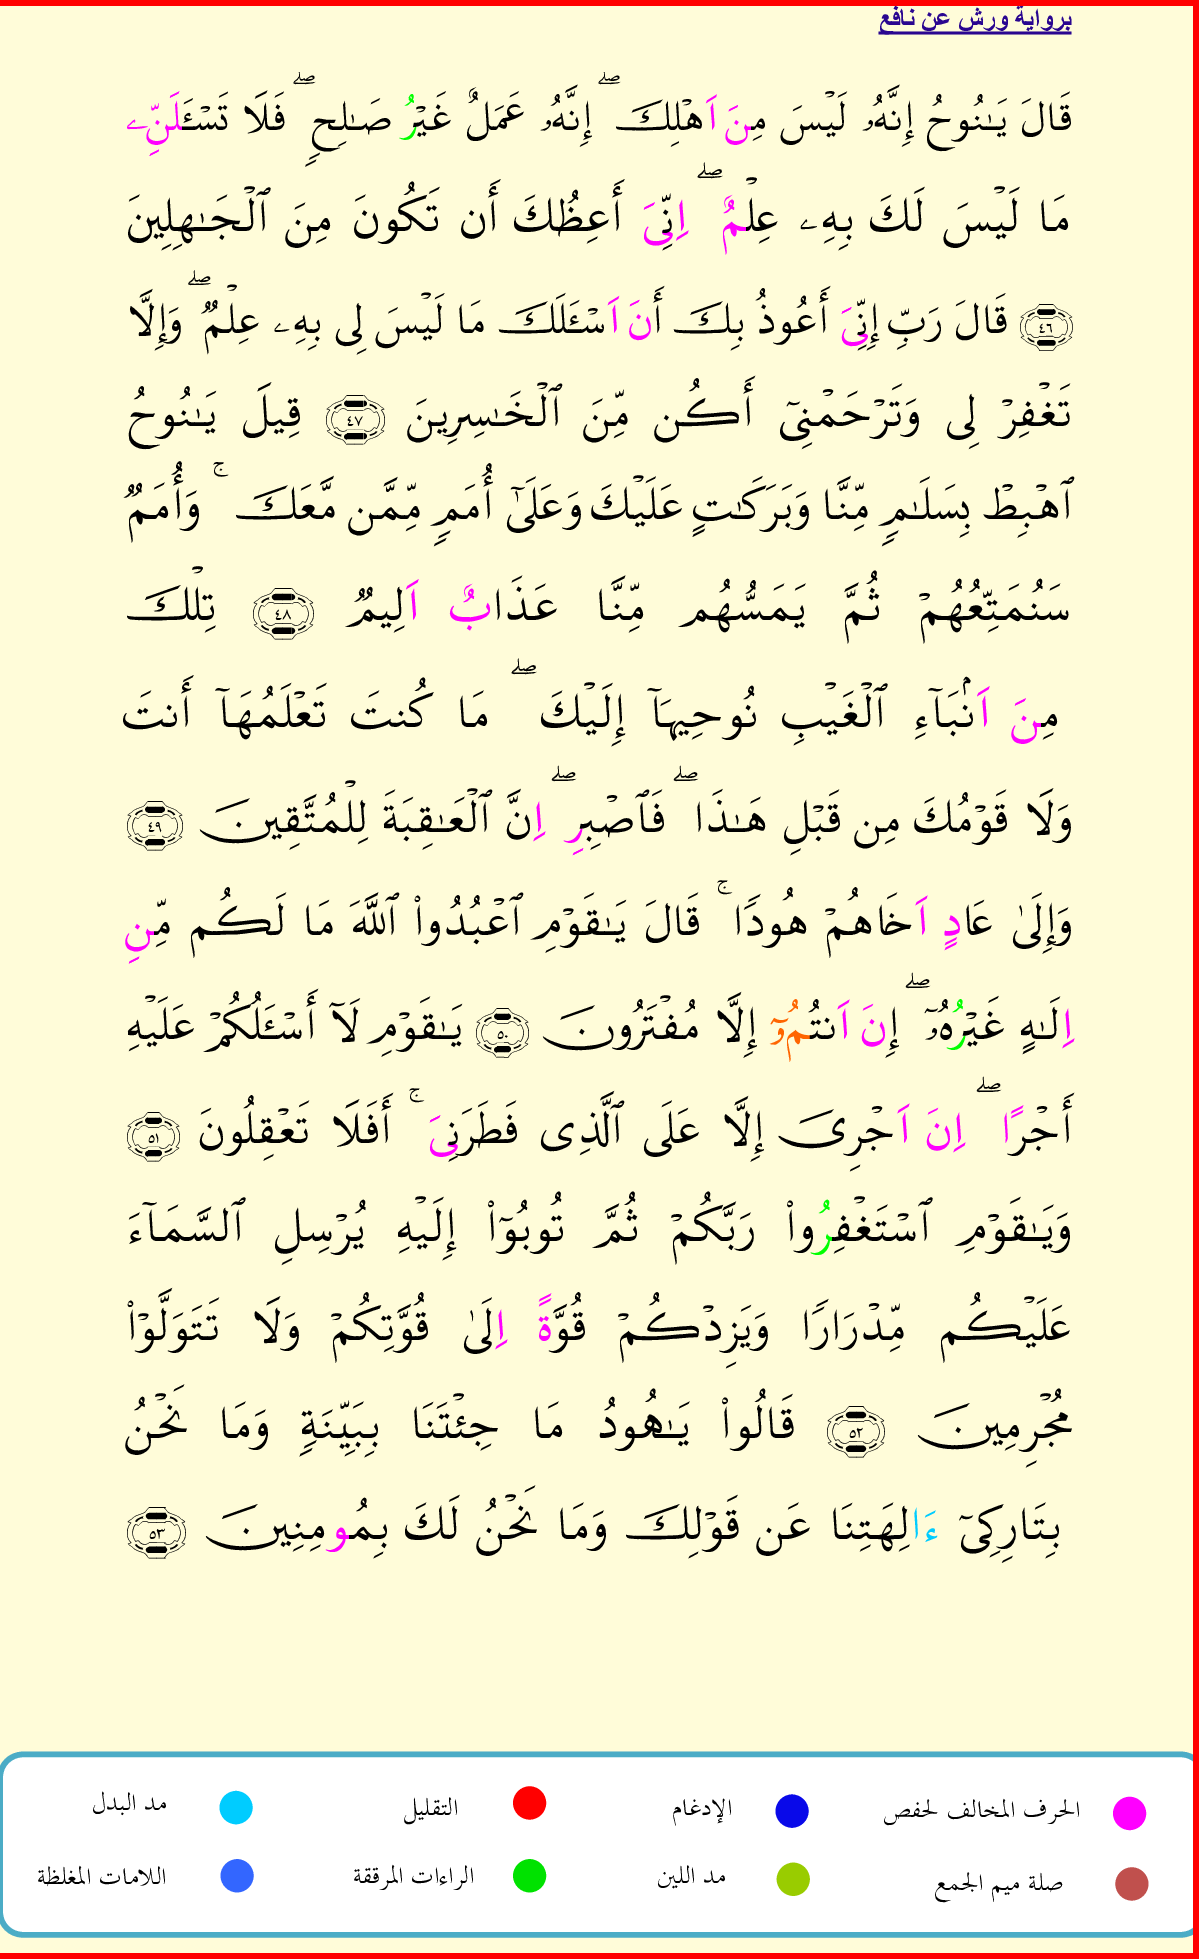 برواية ورش عن نافع
قَالَ يَـٰنُوحُ إِنَّهُۥ لَيْسَ مِنَ اَهْلِكَ ۖ إِنَّهُۥ عَمَلٌ غَيْرُ صَـٰلِحٍ ۖ فَلَا تَسْـَٔلَنِّۦ
مَا لَيْسَ لَكَ بِهِۦ عِلْمٌ ۖ اِنِّىَ أَعِظُكَ أَن تَكُونَ مِنَ ٱلْجَـٰهِلِينَ
٤٦ قَالَ رَبِّ إِنِّىَ أَعُوذُ بِكَ أَنَ اَسْـَٔلَكَ مَا لَيْسَ لِى بِهِۦ عِلْمٌ ۖ وَإِلَّا
تَغْفِرْ لِى وَتَرْحَمْنِىٓ أَكُن مِّنَ ٱلْخَـٰسِرِينَ ٤٧ قِيلَ يَـٰنُوحُ
ٱهْبِطْ بِسَلَـٰمٍ مِّنَّا وَبَرَكَـٰتٍ عَلَيْكَ وَعَلَىٰٓ أُمَمٍ مِّمَّن مَّعَكَ ۚ وَأُمَمٌ
سَنُمَتِّعُهُمْ ثُمَّ يَمَسُّهُم مِّنَّا عَذَابٌ اَلِيمٌ ٤٨ تِلْكَ
مِنَ اَنۢبَآءِ ٱلْغَيْبِ نُوحِيهَآ إِلَيْكَ ۖ مَا كُنتَ تَعْلَمُهَآ أَنتَ
وَلَا قَوْمُكَ مِن قَبْلِ هَـٰذَا ۖ فَٱصْبِرِ ۖ اِنَّ ٱلْعَـٰقِبَةَ لِلْمُتَّقِينَ ٤٩
وَإِلَىٰ عَادٍ اَخَاهُمْ هُودًا ۚ قَالَ يَـٰقَوْمِ ٱعْبُدُوا۟ ٱللَّهَ مَا لَكُم مِّنِ
اِلَـٰهٍ غَيْرُهُۥٓ ۖ إِنَ اَنتُمُۥٓ إِلَّا مُفْتَرُونَ ٥٠ يَـٰقَوْمِ لَآ أَسْـَٔلُكُمْ عَلَيْهِ
أَجْرًا ۖ اِنَ اَجْرِىَ إِلَّا عَلَى ٱلَّذِى فَطَرَنِىَ ۚ أَفَلَا تَعْقِلُونَ ٥١
وَيَـٰقَوْمِ ٱسْتَغْفِرُوا۟ رَبَّكُمْ ثُمَّ تُوبُوٓا۟ إِلَيْهِ يُرْسِلِ ٱلسَّمَآءَ
عَلَيْكُم مِّدْرَارًا وَيَزِدْكُمْ قُوَّةً اِلَىٰ قُوَّتِكُمْ وَلَا تَتَوَلَّوْا۟
مُجْرِمِينَ ٥٢ قَالُوا۟ يَـٰهُودُ مَا جِئْتَنَا بِبَيِّنَةٍ وَمَا نَحْنُ
بِتَارِكِىٓ ءَالِهَتِنَا عَن قَوْلِكَ وَمَا نَحْنُ لَكَ بِمُومِنِينَ ٥٣
الحرف المخالف لحفص الإدغام التقليل مد البدل
صلة ميم الجمع مد اللين الراءات المرققة اللامات المغلظة